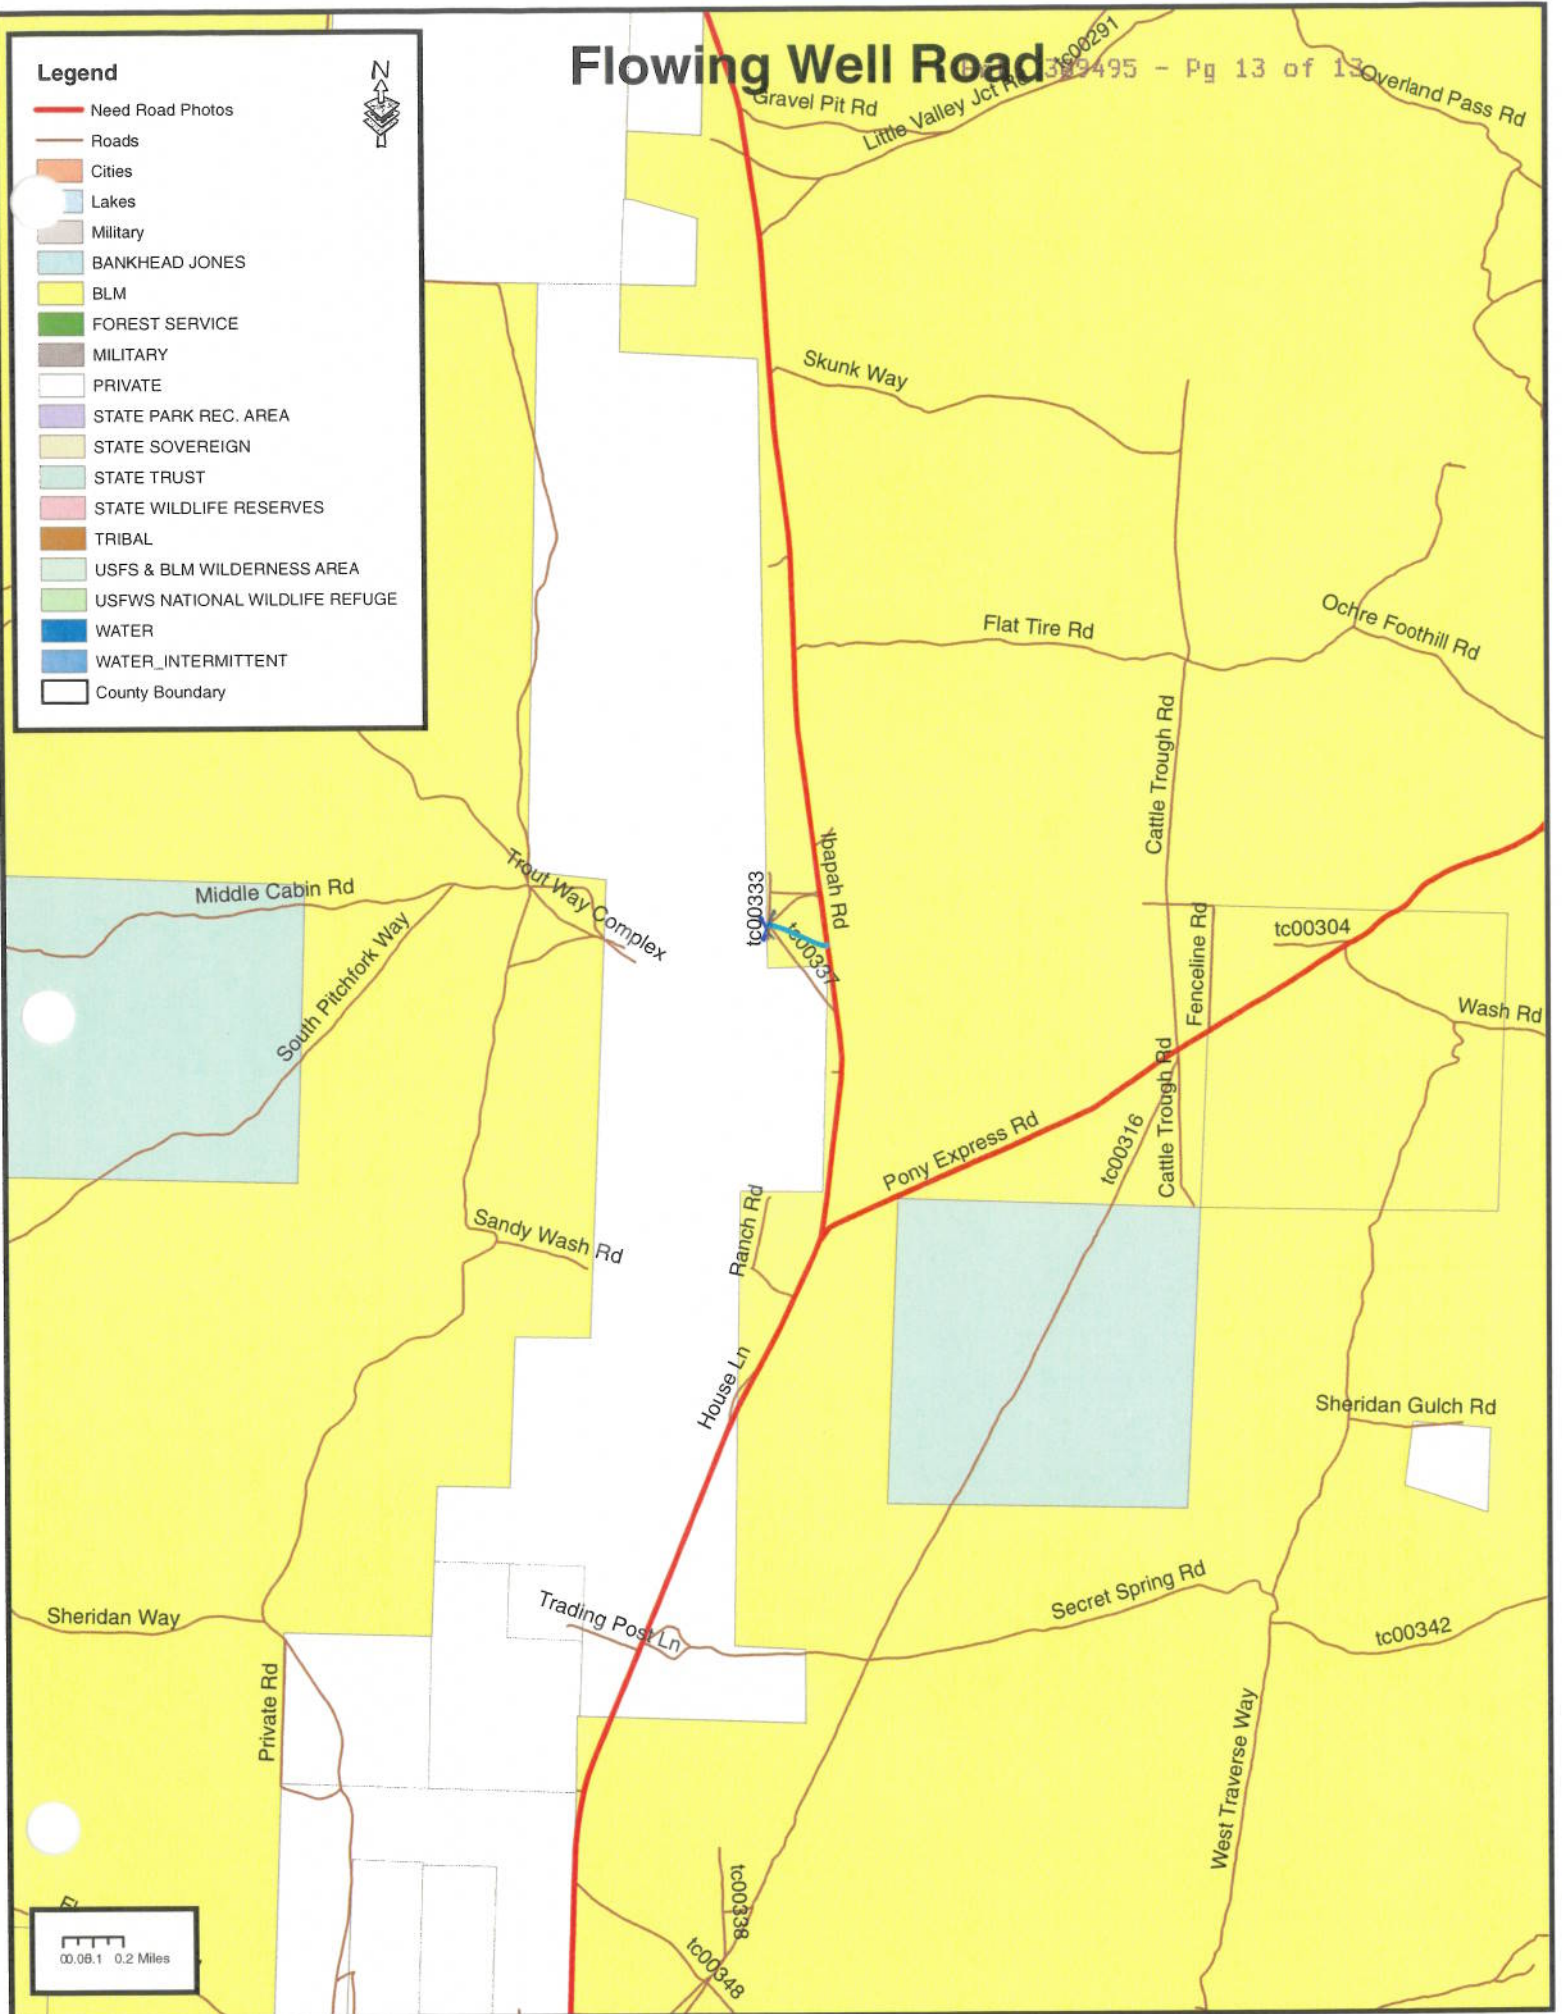 Flowing Well Road
349495 - Pg 13 of 13
Legend
N
Need Road Photos
Roads
Cities
Lakes
Military
BANKHEAD JONES
BLM
FOREST SERVICE
MILITARY
PRIVATE
STATE PARK REC. AREA
STATE SOVEREIGN
STATE TRUST
STATE WILDLIFE RESERVES
TRIBAL
USFS & BLM WILDERNESS AREA
USFWS NATIONAL WILDLIFE REFUGE
WATER
WATER_INTERMITTENT
County Boundary
tc00291
Gravel Pit Rd
Little Valley Jct Rd
Overland Pass Rd
Skunk Way
Flat Tire Rd
Ochre Foothill Rd
Cattle Trough Rd
Ibapah Rd
Trout Way Complex
Middle Cabin Rd
South Pitchfork Way
tc00333
tc00337
Fenceline Rd
tc00304
Wash Rd
Cattle Trough Rd
tc00316
Pony Express Rd
Ranch Rd
Sandy Wash Rd
House Ln
Sheridan Gulch Rd
Secret Spring Rd
Trading Post Ln
Sheridan Way
tc00342
Private Rd
West Traverse Way
tc00338
tc00348
0.2 Miles